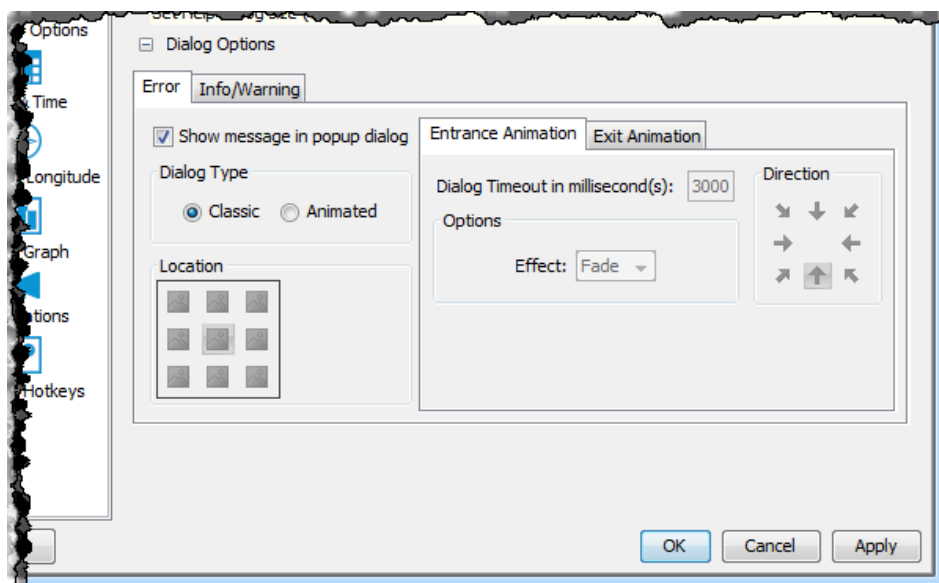 Options
Dialog Options
Error Info/Warning
Time
Show message in popup dialog
Entrance Animation Exit Animation
Longitude
Dialog Type
Dialog Timeout in millisecond(s): 3000
Direction
Classic Animated
Options
Graph
Location
Effect: Fade
Hotkeys
OK Cancel Apply